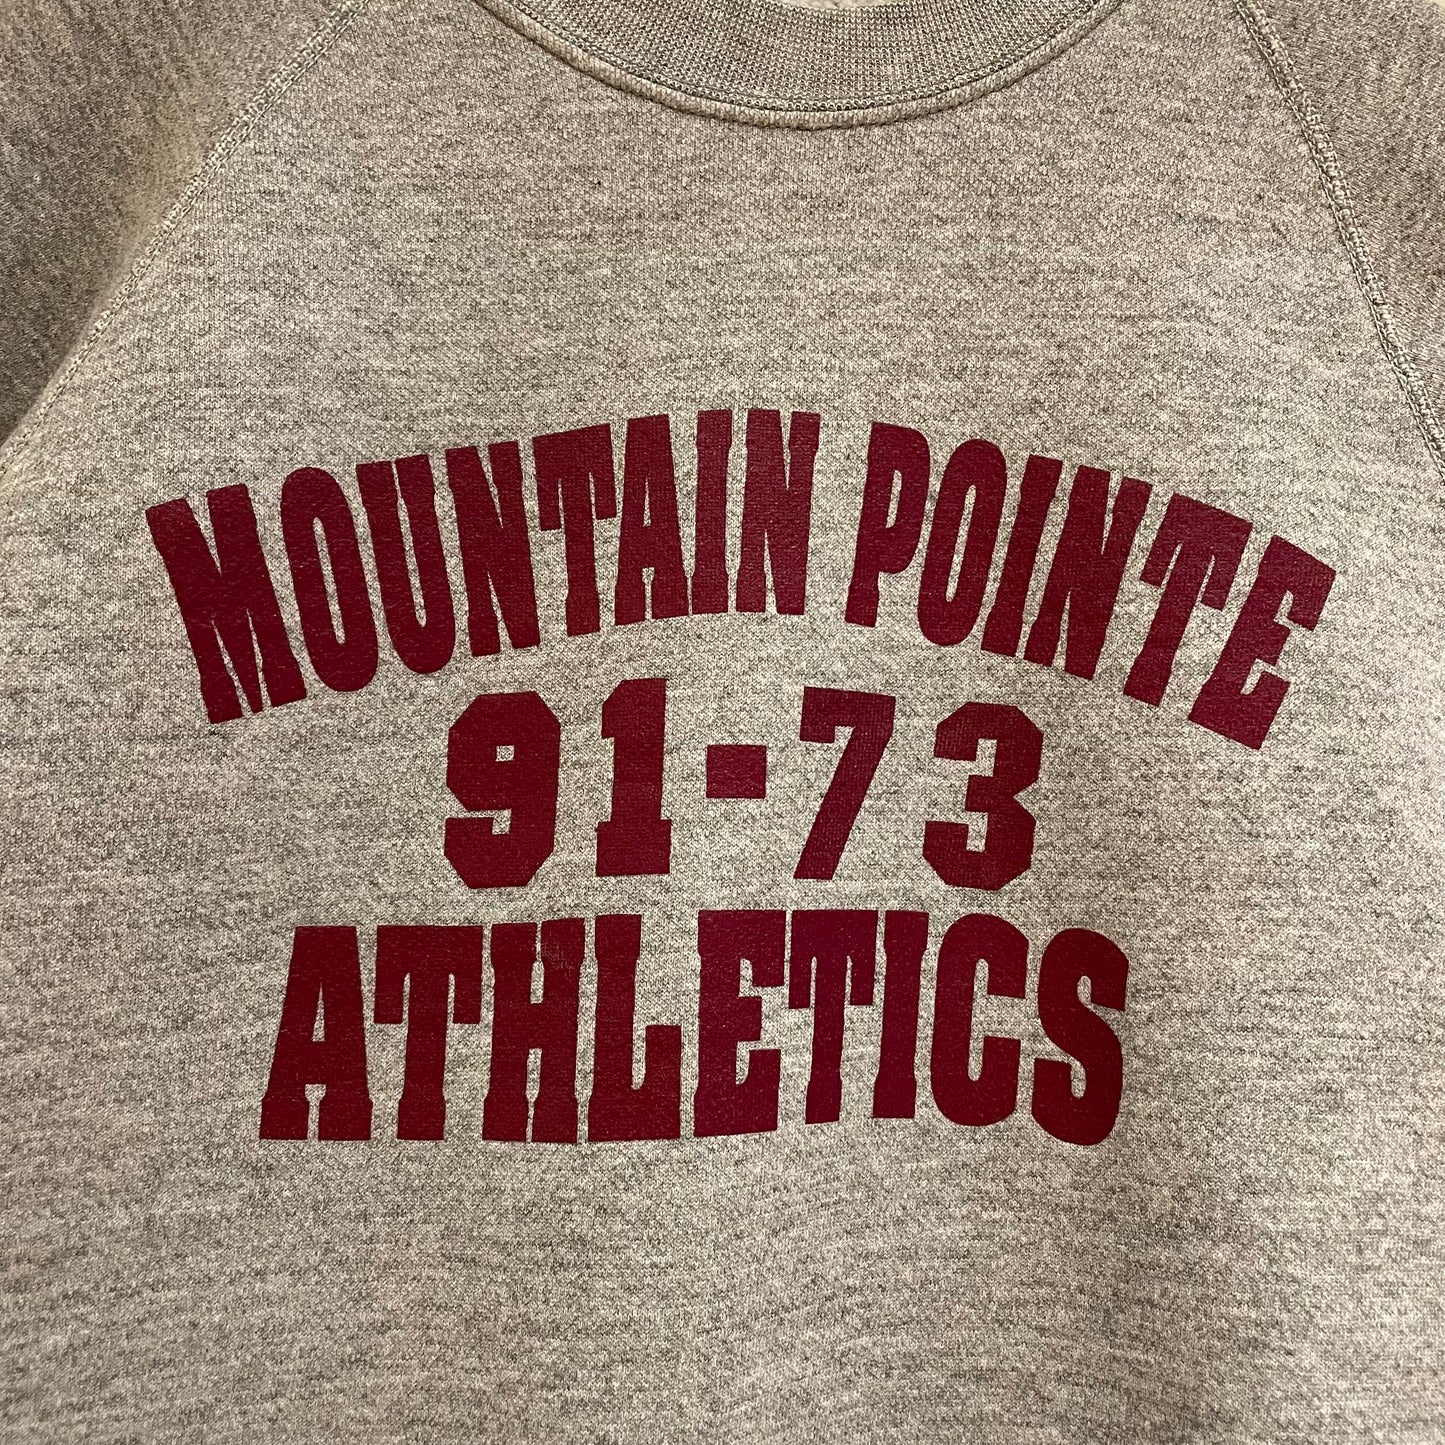 MOUNTAIN POINTE
91-73
ATHLETICS